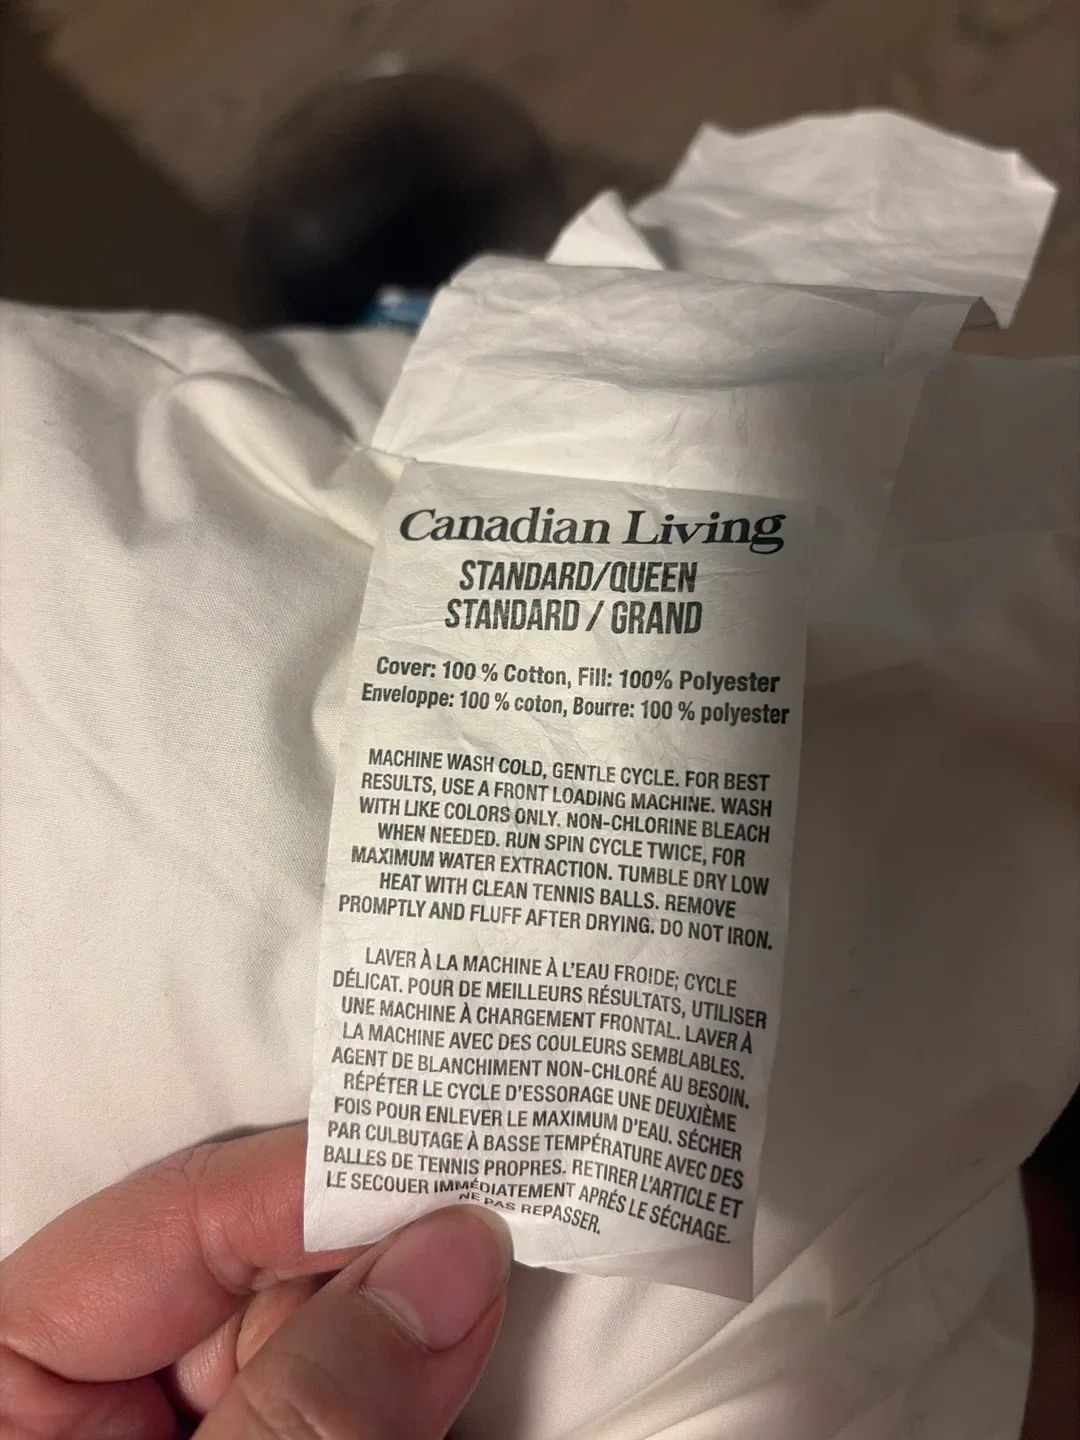 Canadian Living
STANDARD/QUEEN
STANDARD / GRAND
Cover: 100 % Cotton, Fill: 100% Polyester
Enveloppe: 100 % coton, Bourre: 100 % polyester
MACHINE WASH COLD, GENTLE CYCLE. FOR BEST
RESULTS, USE A FRONT LOADING MACHINE. WASH
WITH LIKE COLORS ONLY. NON-CHLORINE BLEACH
WHEN NEEDED. RUN SPIN CYCLE TWICE, FOR
MAXIMUM WATER EXTRACTION. TUMBLE DRY LOW
HEAT WITH CLEAN TENNIS BALLS. REMOVE
PROMPTLY AND FLUFF AFTER DRYING. DO NOT IRON.
LAVER À LA MACHINE À L'EAU FROIDE; CYCLE
DÉLICAT. POUR DE MEILLEURS RÉSULTATS, UTILISER
UNE MACHINE À CHARGEMENT FRONTAL. LAVER À
LA MACHINE AVEC DES COULEURS SEMBLABLES.
AGENT DE BLANCHIMENT NON-CHLORÉ AU BESOIN.
RÉPÉTER LE CYCLE D'ESSORAGE UNE DEUXIÈME
FOIS POUR ENLEVER LE MAXIMUM D'EAU. SÉCHER
PAR CULBUTAGE À BASSE TEMPÉRATURE AVEC DES
BALLES DE TENNIS PROPRES. RETIRER L'ARTICLE ET
LE SECOUER IMMÉDIATEMENT APRÉS LE SÉCHAGE.
NE PAS REPASSER.